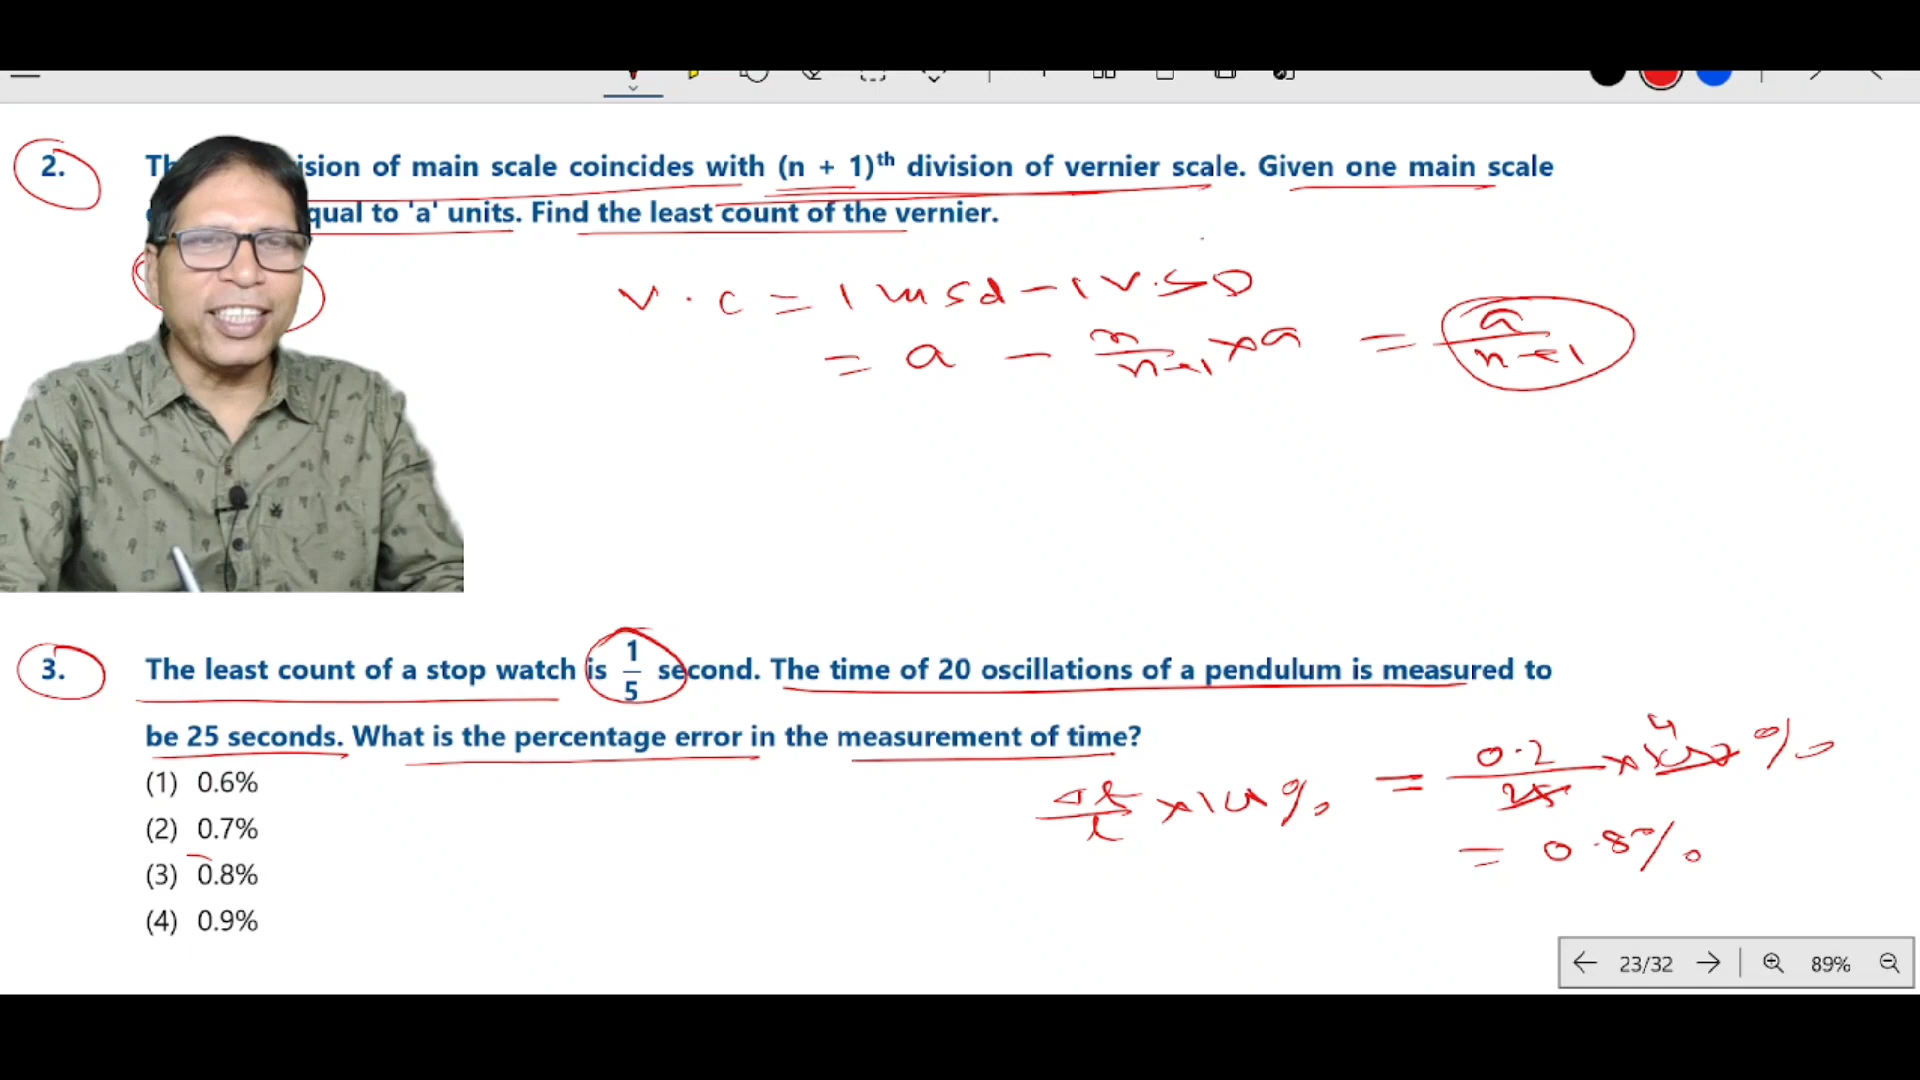 2. Th ision of main scale coincides with (n + 1)th division of vernier scale. Given one main scale
qual to 'a' units. Find the least count of the vernier.
V.C = 1 msd - 1 V.SD
= a - n/n+1 × a = a/n+1
3. The least count of a stop watch is 1/5 second. The time of 20 oscillations of a pendulum is measured to
be 25 seconds. What is the percentage error in the measurement of time?
Δt/t × 100 % = 0.2/25 × 100 4 %
= 0.8%
(1) 0.6%
(2) 0.7%
(3) 0.8%
(4) 0.9%
23/32 89%